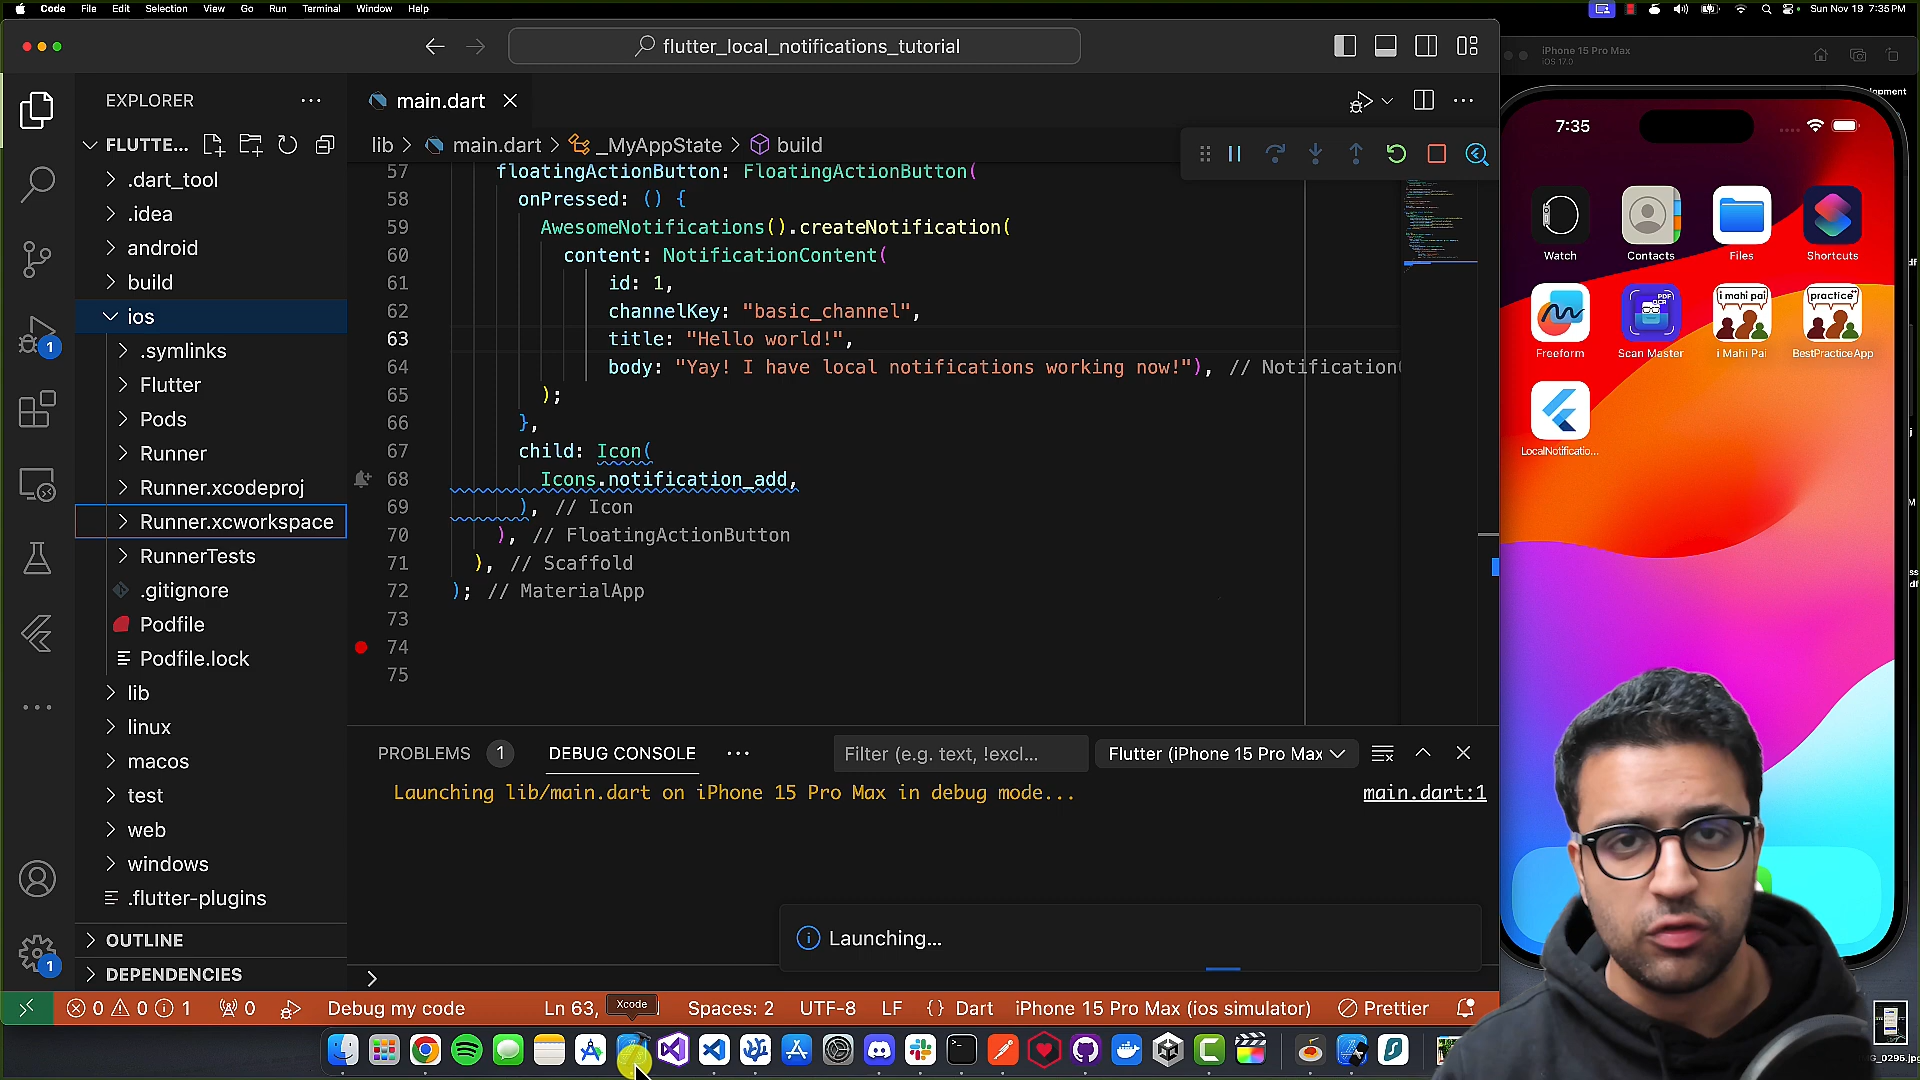 Code File Edit Selection View Go Run Terminal Window Help
Sun Nov 19 7:35 PM
flutter_local_notifications_tutorial
iPhone 15 Pro Max
iOS 17.0
EXPLORER
main.dart
FLUTTE...
lib > main.dart > _MyAppState > build
.dart_tool
.idea
android
build
ios
.symlinks
Flutter
Pods
Runner
Runner.xcodeproj
Runner.xcworkspace
RunnerTests
.gitignore
Podfile
Podfile.lock
lib
linux
macos
test
web
windows
.flutter-plugins
OUTLINE
DEPENDENCIES
1
1
57 floatingActionButton: FloatingActionButton(
58 onPressed: () {
59 AwesomeNotifications().createNotification(
60 content: NotificationContent(
61 id: 1,
62 channelKey: "basic_channel",
63 title: "Hello world!",
64 body: "Yay! I have local notifications working now!"), // Notification
65 );
66 },
67 child: Icon(
68 Icons.notification_add,
69 ), // Icon
70 ), // FloatingActionButton
71 ), // Scaffold
72 ); // MaterialApp
73
74
75
PROBLEMS 1 DEBUG CONSOLE
Filter (e.g. text, !excl...
Flutter (iPhone 15 Pro Max
Launching lib/main.dart on iPhone 15 Pro Max in debug mode...
main.dart:1
Launching...
0 0 1 0 Debug my code Ln 63, Spaces: 2 UTF-8 LF {} Dart iPhone 15 Pro Max (ios simulator) Prettier
Xcode
7:35
Watch
Contacts
Files
Shortcuts
PDF
OCR
i mahi pai
practice
Freeform
Scan Master
i Mahi Pai
BestPracticeApp
LocalNotificatio...